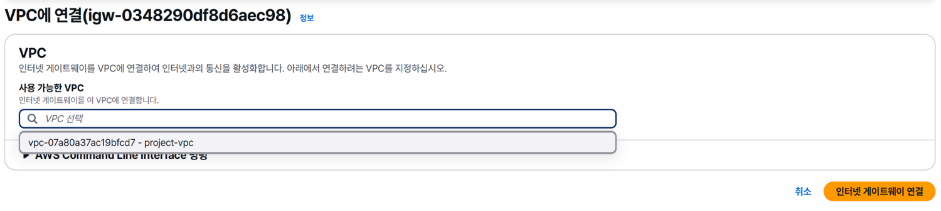 VPC에 연결(igw-0348290df8d6aec98) 정보
VPC
인터넷 게이트웨이를 VPC에 연결하여 인터넷과의 통신을 활성화합니다. 아래에서 연결하려는 VPC를 지정하십시오.
사용 가능한 VPC
인터넷 게이트웨이를 이 VPC에 연결합니다.
VPC 선택
vpc-07a80a37ac19bfcd7 - project-vpc
AWS Command Line Interface 명령
취소 인터넷 게이트웨이 연결